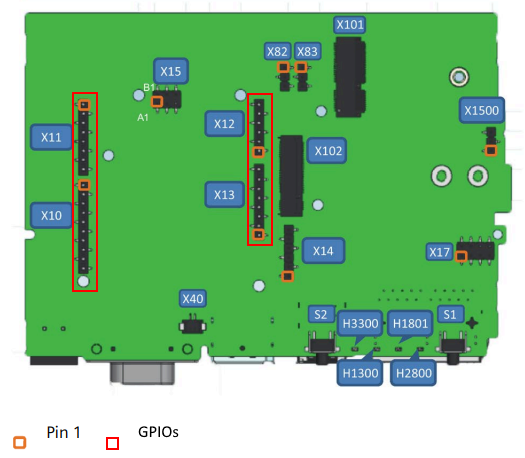 X101
X82 X83
X15
B1
A1
X1500
X11
X12
X102
X10
X13
X14
X17
X40
S2
H3300 H1801
S1
H1300 H2800
Pin 1
GPIOs